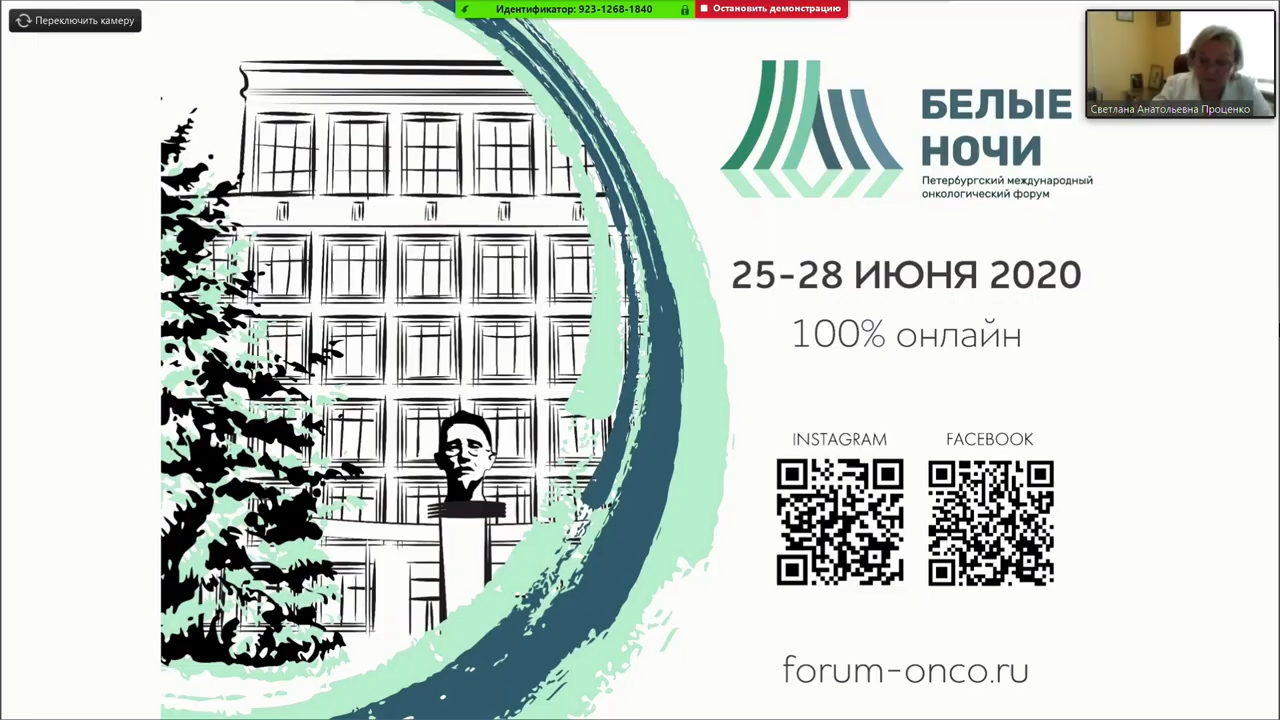 Переключить камеру
Идентификатор: 923-1268-1840
Остановить демонстрацию
Светлана Анатольевна Проценко
БЕЛЫЕ
НОЧИ
Петербургский международный
онкологический форум
25-28 ИЮНЯ 2020
100% онлайн
INSTAGRAM
FACEBOOK
forum-onco.ru